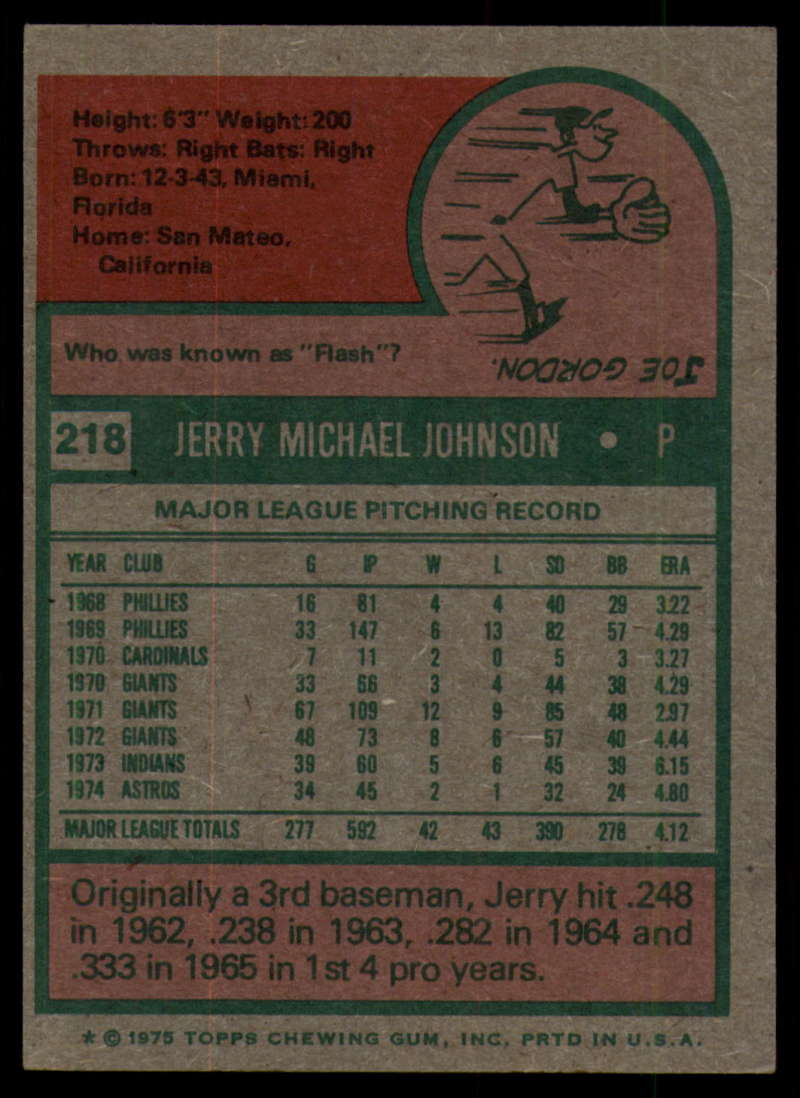 Height: 6'3" Weight: 200
Throws: Right Bats: Right
Born: 12-3-43, Miami,
Florida
Home: San Mateo,
California
Who was known as "Flash"?
JOE GORDON.
218 JERRY MICHAEL JOHNSON • P
MAJOR LEAGUE PITCHING RECORD
YEAR CLUB G IP W L SO BB ERA
1968 PHILLIES 16 81 4 4 40 29 3.22
1969 PHILLIES 33 147 6 13 82 57 4.29
1970 CARDINALS 7 11 2 0 5 3 3.27
1970 GIANTS 33 66 3 4 44 38 4.29
1971 GIANTS 67 109 12 9 85 48 2.97
1972 GIANTS 48 73 8 6 57 40 4.44
1973 INDIANS 39 60 5 6 45 39 6.15
1974 ASTROS 34 45 2 1 32 24 4.80
MAJOR LEAGUE TOTALS 277 592 42 43 390 278 4.12
Originally a 3rd baseman, Jerry hit .248
in 1962, .238 in 1963, .282 in 1964 and
.333 in 1965 in 1st 4 pro years.
* © 1975 TOPPS CHEWING GUM, INC. PRTD IN U.S.A.